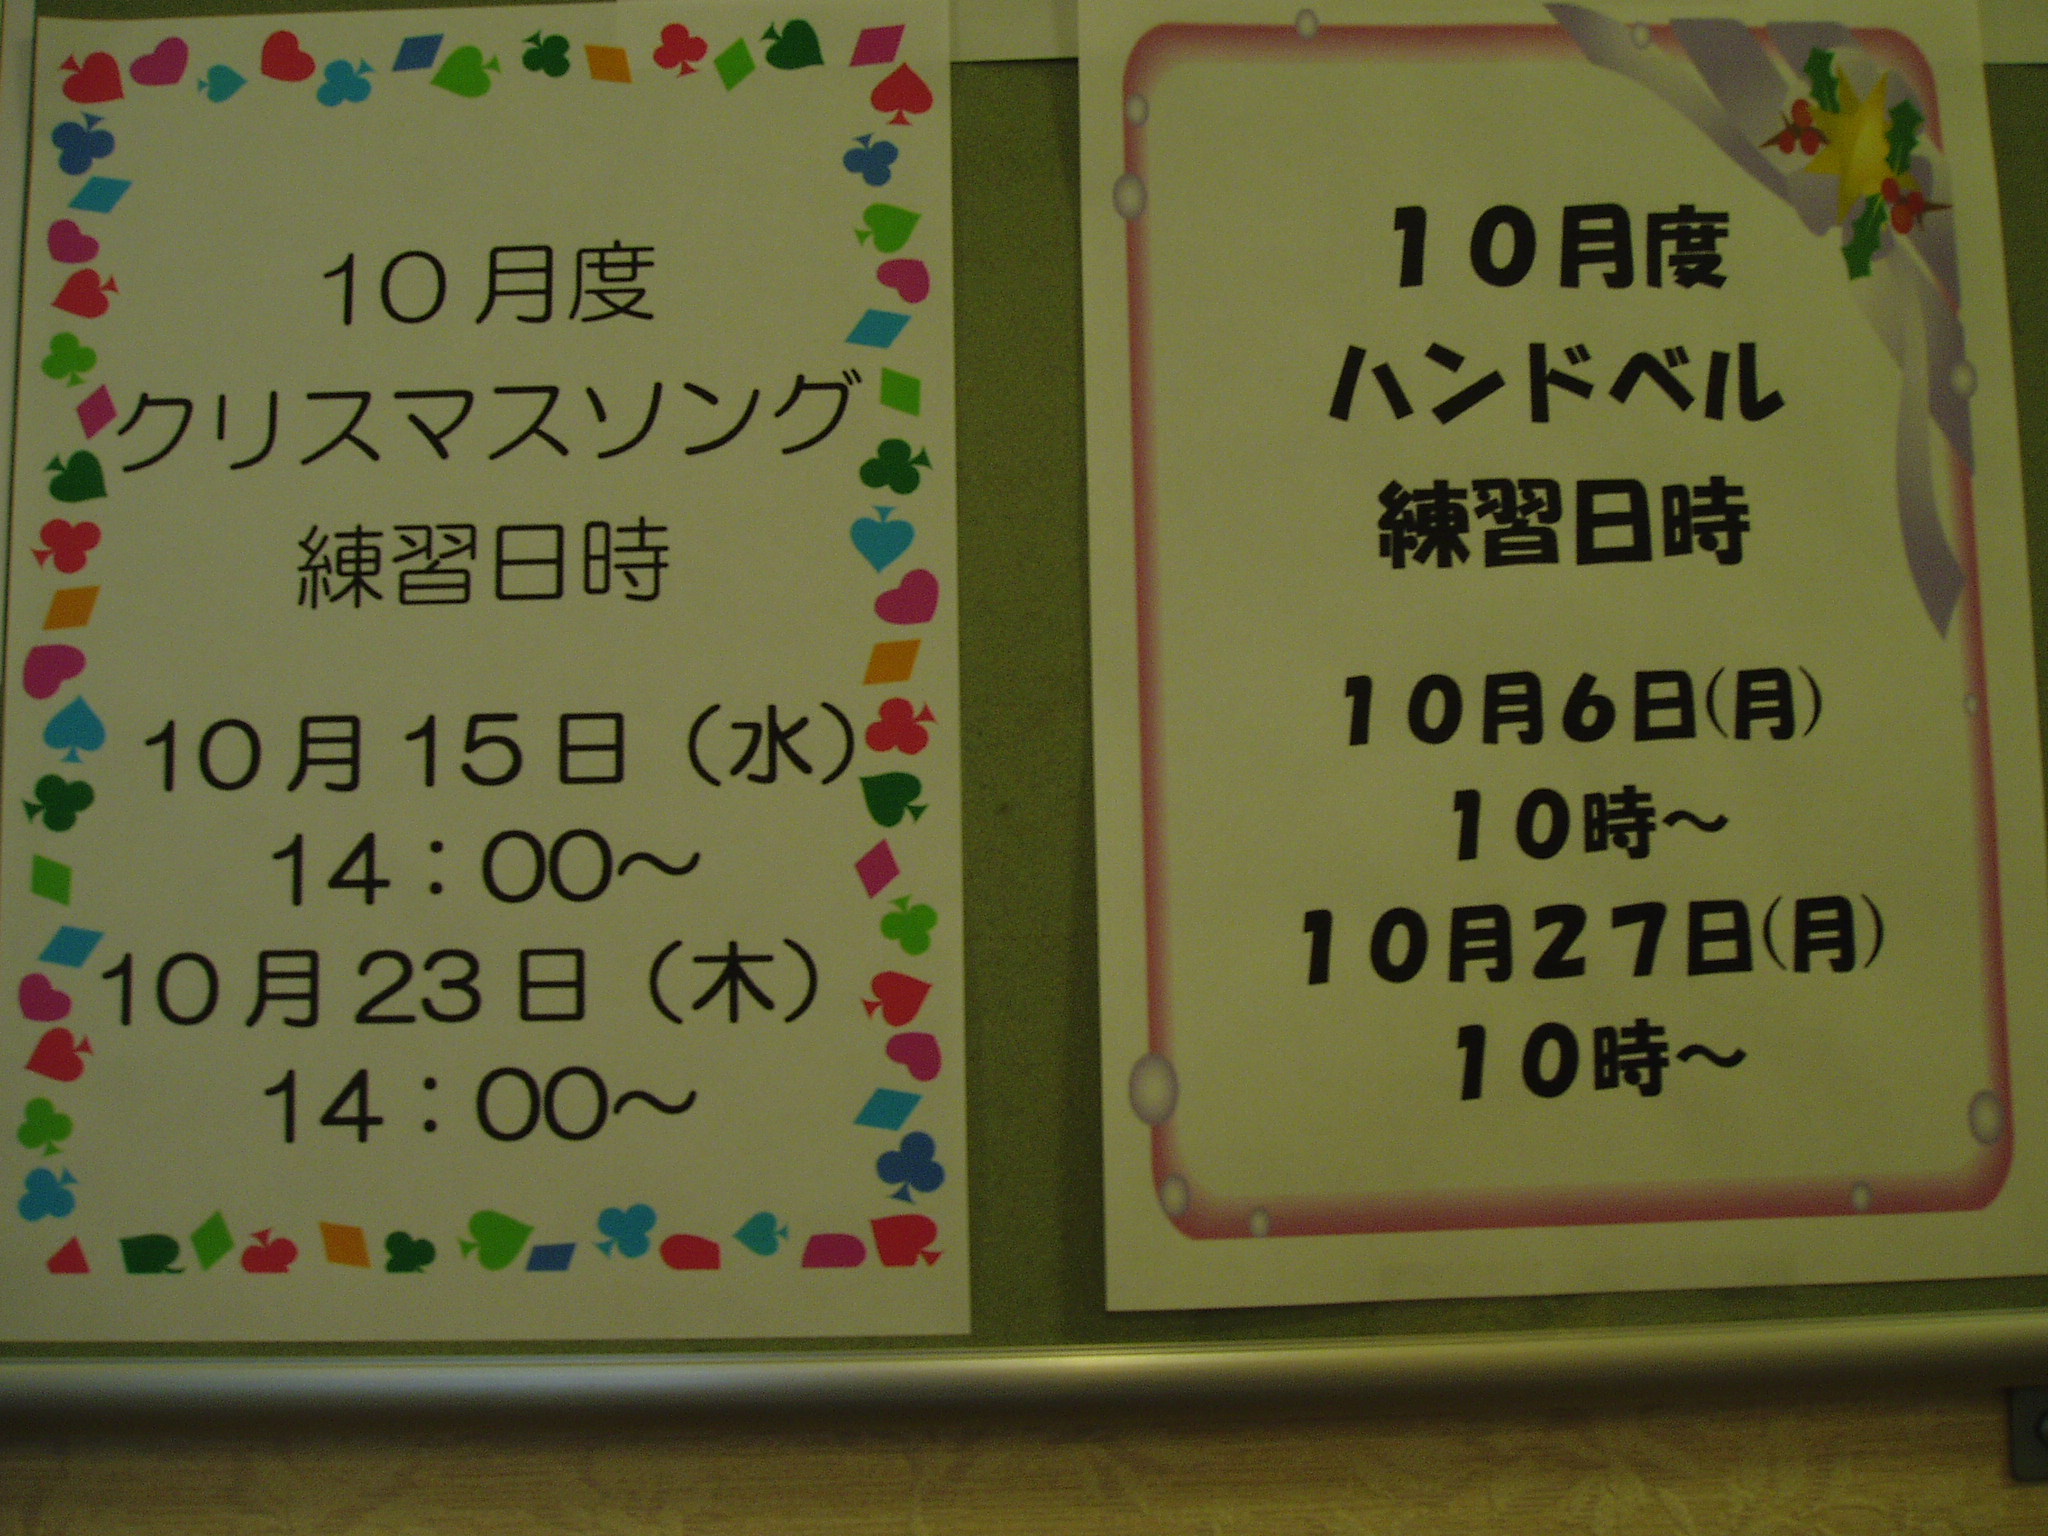 10月度
クリスマスソング
練習日時
10月15日（水）
14：00～
10月23日（木）
14：00～
10月度
ハンドベル
練習日時
10月6日(月)
10時～
10月27日(月)
10時～